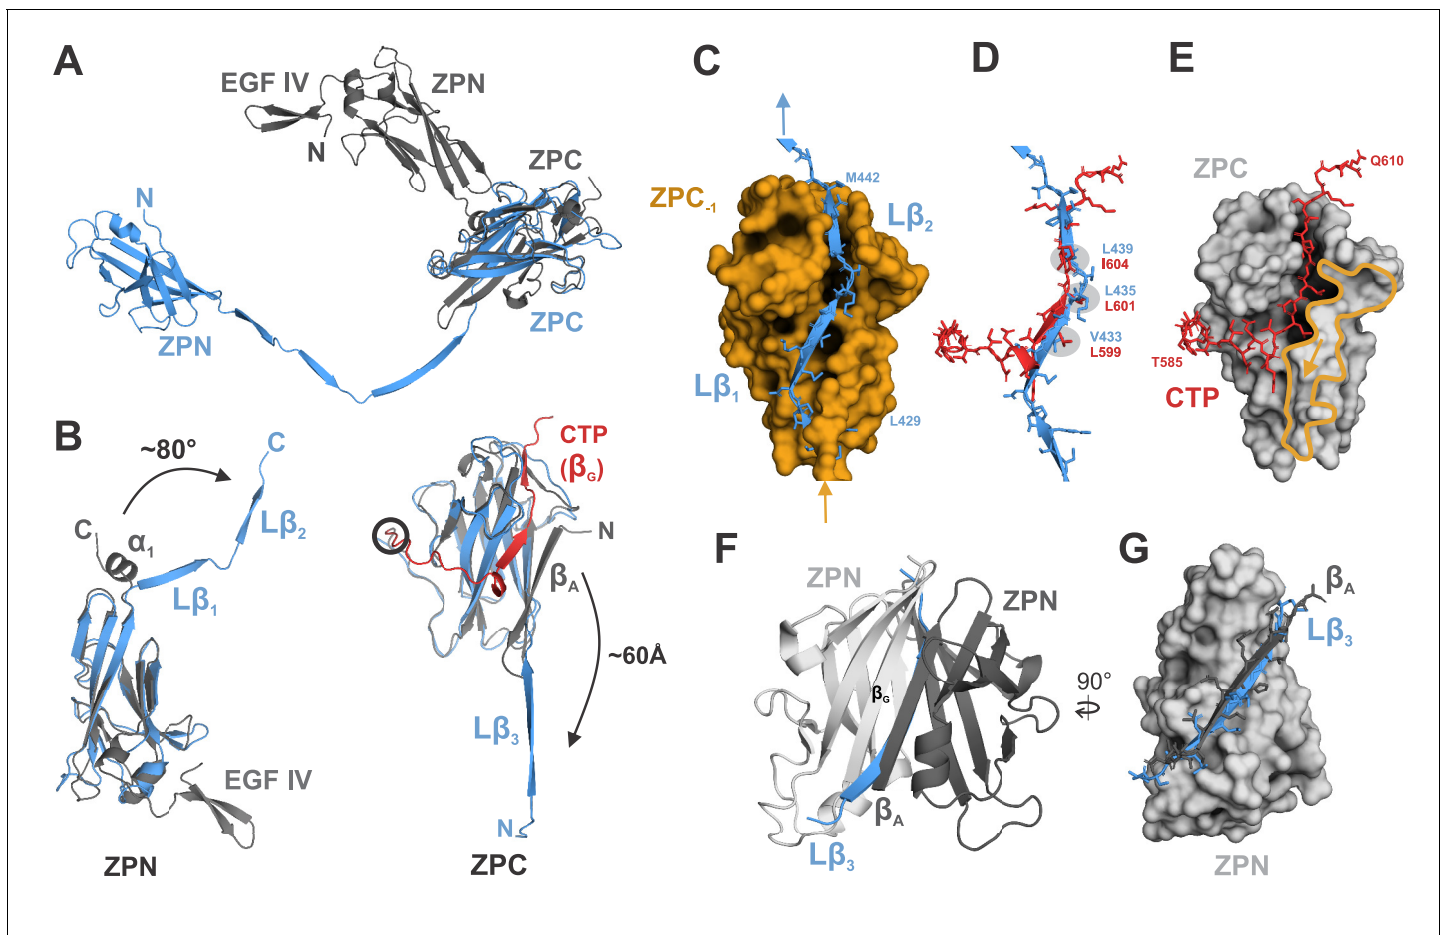 A
EGF IV
ZPN
N
ZPC
N
ZPN
ZPC
B
~80°
C
C
α1
Lβ2
Lβ1
EGF IV
ZPN
CTP
(βG)
N
βA
~60Å
Lβ3
N
ZPC
C
ZPC-1
M442
Lβ2
Lβ1
L429
D
L439
I604
L435
L601
V433
L599
E
ZPC
Q610
T585
CTP
F
ZPN
ZPN
βG
βA
Lβ3
90°
G
βA
Lβ3
ZPN